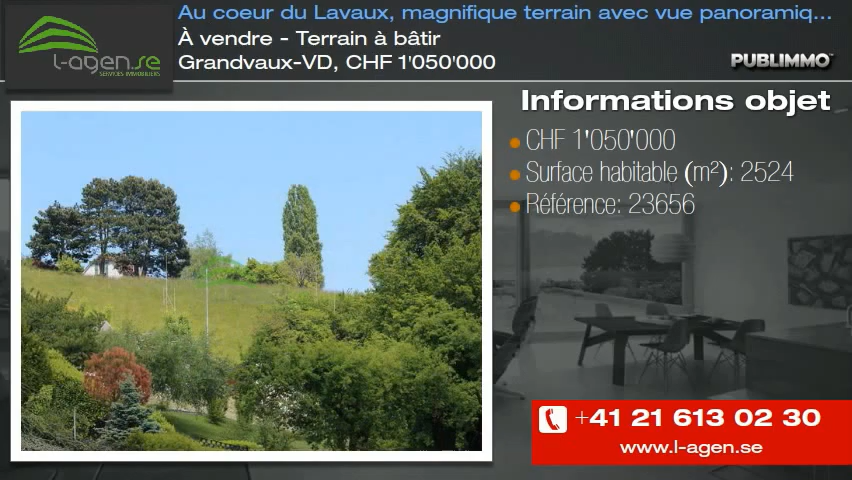 l-agen.se
SERVICES IMMOBILIERS
Au coeur du Lavaux, magnifique terrain avec vue panoramiq...
À vendre - Terrain à bâtir
Grandvaux-VD, CHF 1'050'000
PUBLIMMO™
Informations objet
CHF 1'050'000
Surface habitable (m²): 2524
Référence: 23656
+41 21 613 02 30
www.l-agen.se